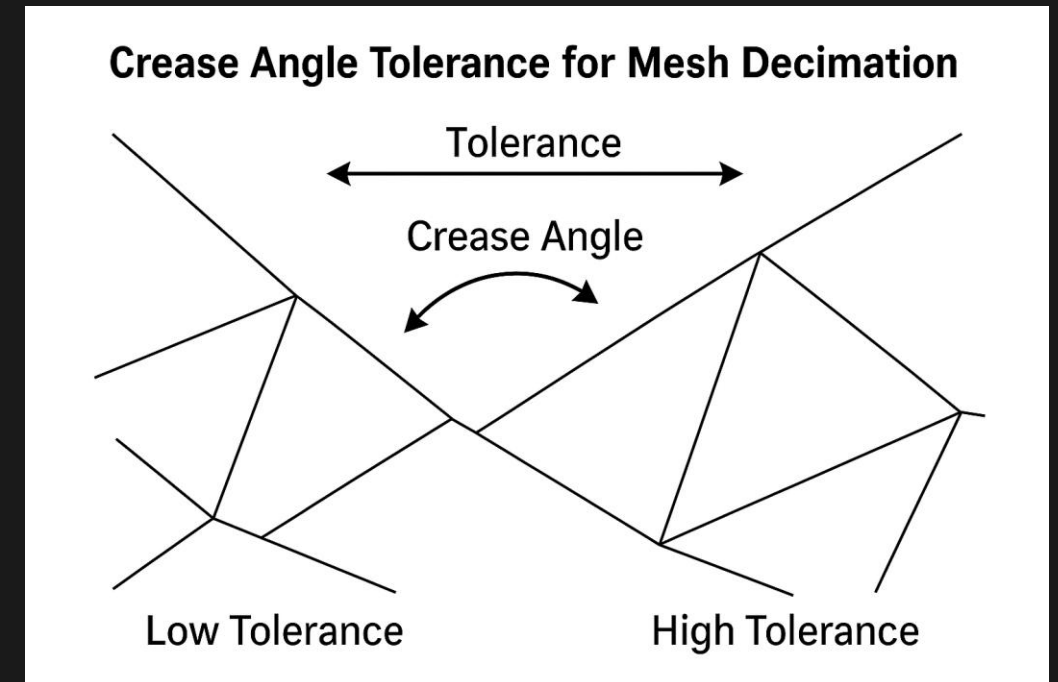 Crease Angle Tolerance for Mesh Decimation
Tolerance
Crease Angle
Low Tolerance
High Tolerance